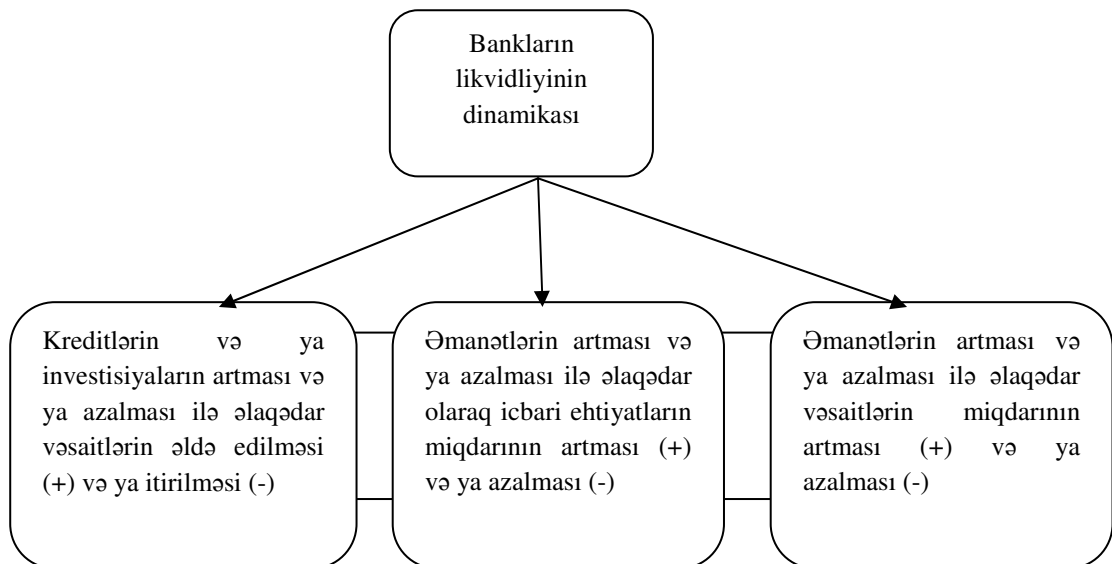 Bankların
likvidliyinin
dinamikası
Kreditlərin və ya
investisiyaların artması və
ya azalması ilə əlaqədar
vəsaitlərin əldə edilməsi
(+) və ya itirilməsi (-)
Əmanətlərin artması və
ya azalması ilə əlaqədar
olaraq icbari ehtiyatların
miqdarının artması (+)
və ya azalması (-)
Əmanətlərin artması və
ya azalması ilə əlaqədar
vəsaitlərin miqdarının
artması (+) və ya
azalması (-)